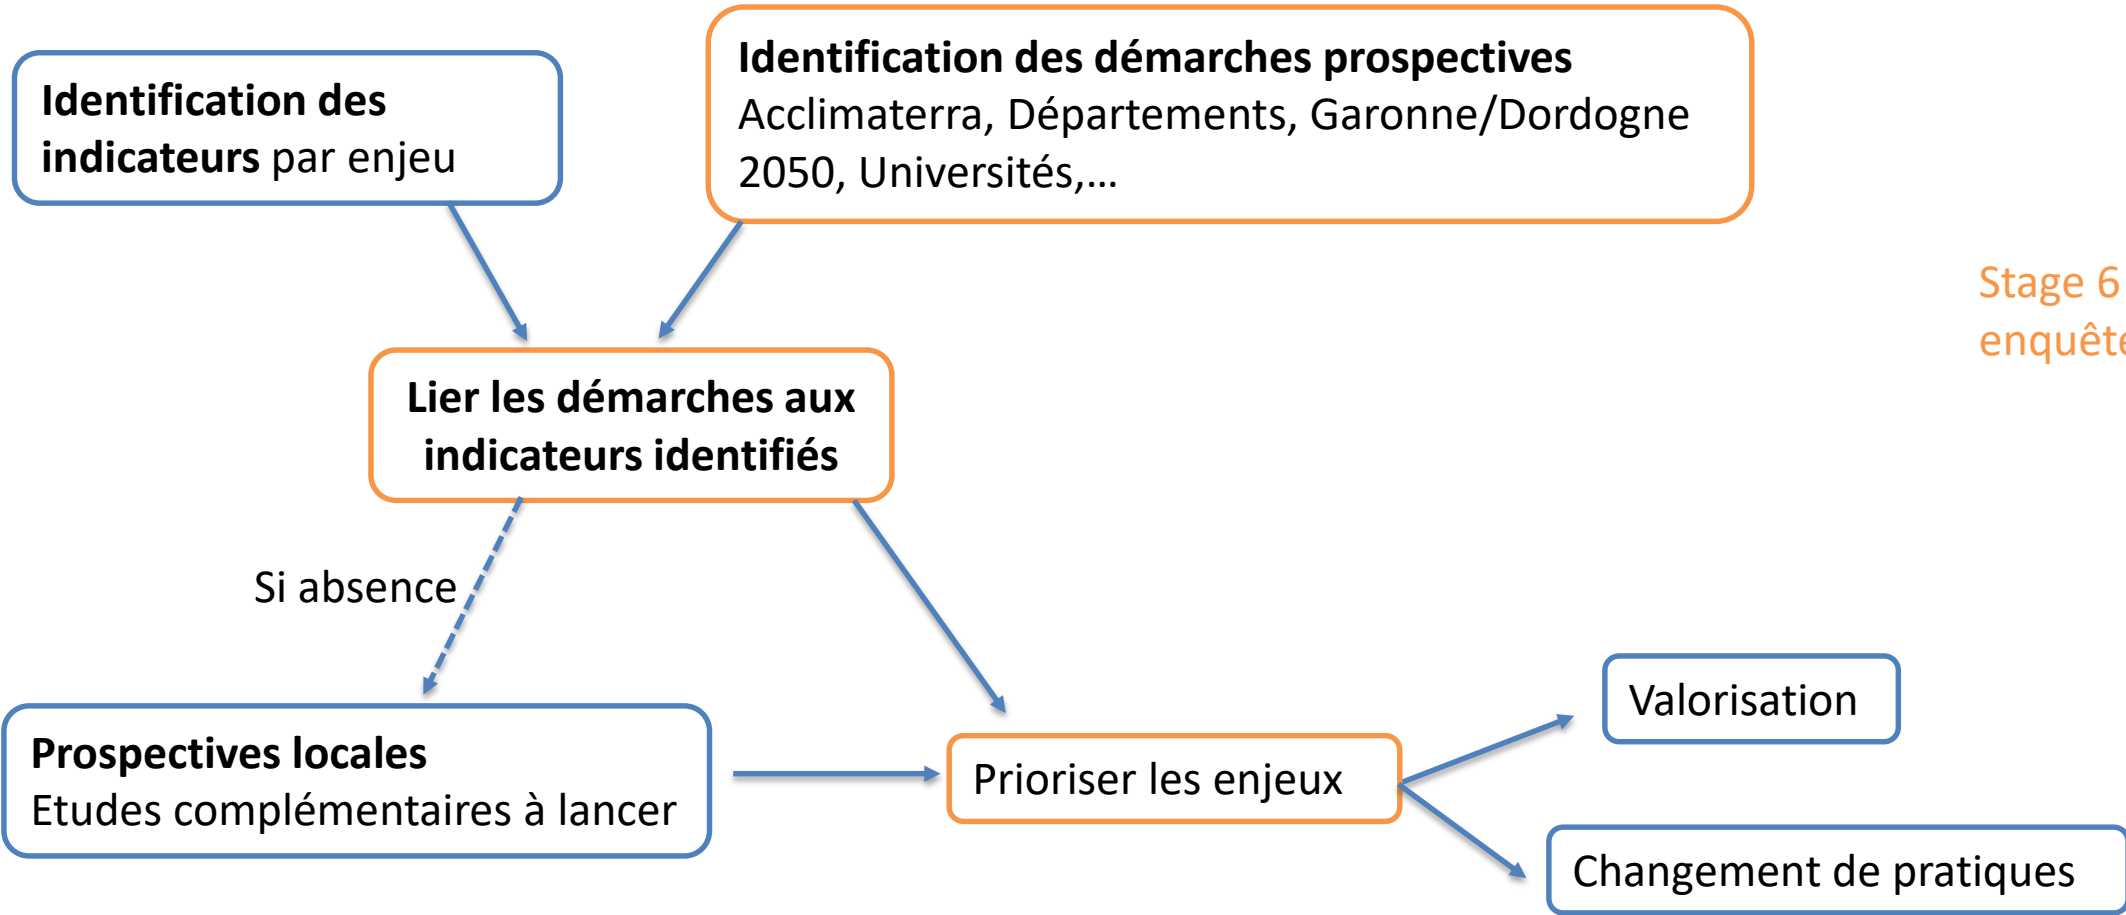 Identification des
indicateurs par enjeu
Identification des démarches prospectives
Acclimaterra, Départements, Garonne/Dordogne
2050, Universités,...
Stage 6
enquête
Lier les démarches aux
indicateurs identifiés
Si absence
Prospectives locales
Etudes complémentaires à lancer
Prioriser les enjeux
Valorisation
Changement de pratiques